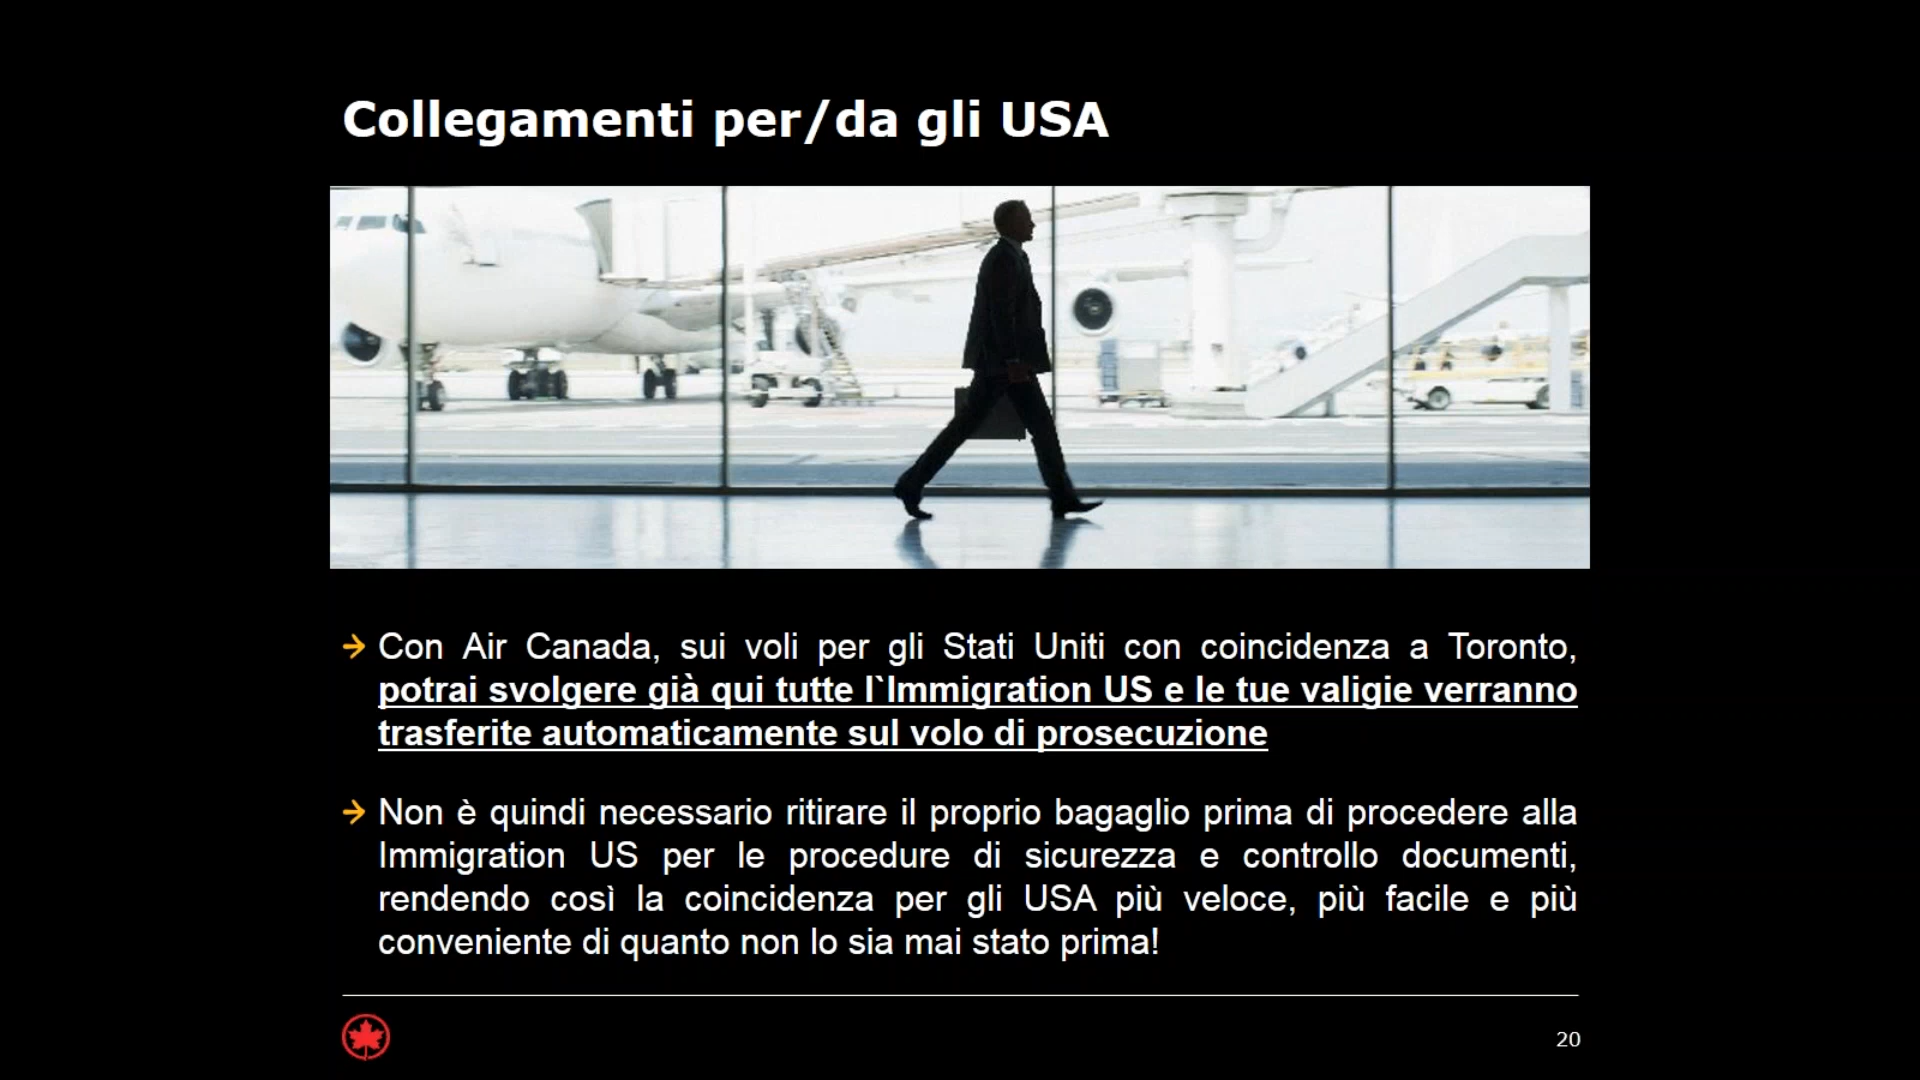 Collegamenti per/da gli USA
Con Air Canada, sui voli per gli Stati Uniti con coincidenza a Toronto,
potrai svolgere già qui tutte l`Immigration US e le tue valigie verranno
trasferite automaticamente sul volo di prosecuzione
Non è quindi necessario ritirare il proprio bagaglio prima di procedere alla
Immigration US per le procedure di sicurezza e controllo documenti,
rendendo così la coincidenza per gli USA più veloce, più facile e più
conveniente di quanto non lo sia mai stato prima!
20